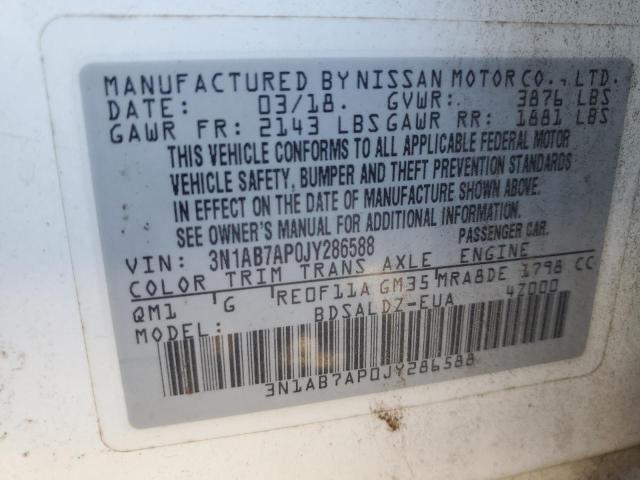 MANUFACTURED BY NISSAN MOTOR CO., LTD.
DATE: 03/18. GVWR: 3876 LBS
GAWR FR: 2143 LBS GAWR RR: 1881 LBS
THIS VEHICLE CONFORMS TO ALL APPLICABLE FEDERAL MOTOR
VEHICLE SAFETY, BUMPER AND THEFT PREVENTION STANDARDS
IN EFFECT ON THE DATE OF MANUFACTURE SHOWN ABOVE.
SEE OWNER'S MANUAL FOR ADDITIONAL INFORMATION.
VIN: 3N1AB7AP0JY286588 PASSENGER CAR.
COLOR TRIM TRANS AXLE ENGINE
QM1 G RE0F11A GM35 MRA8DE 1798 CC
MODEL: BDSALDZ-EUA 47000
3N1AB7AP0JY286588